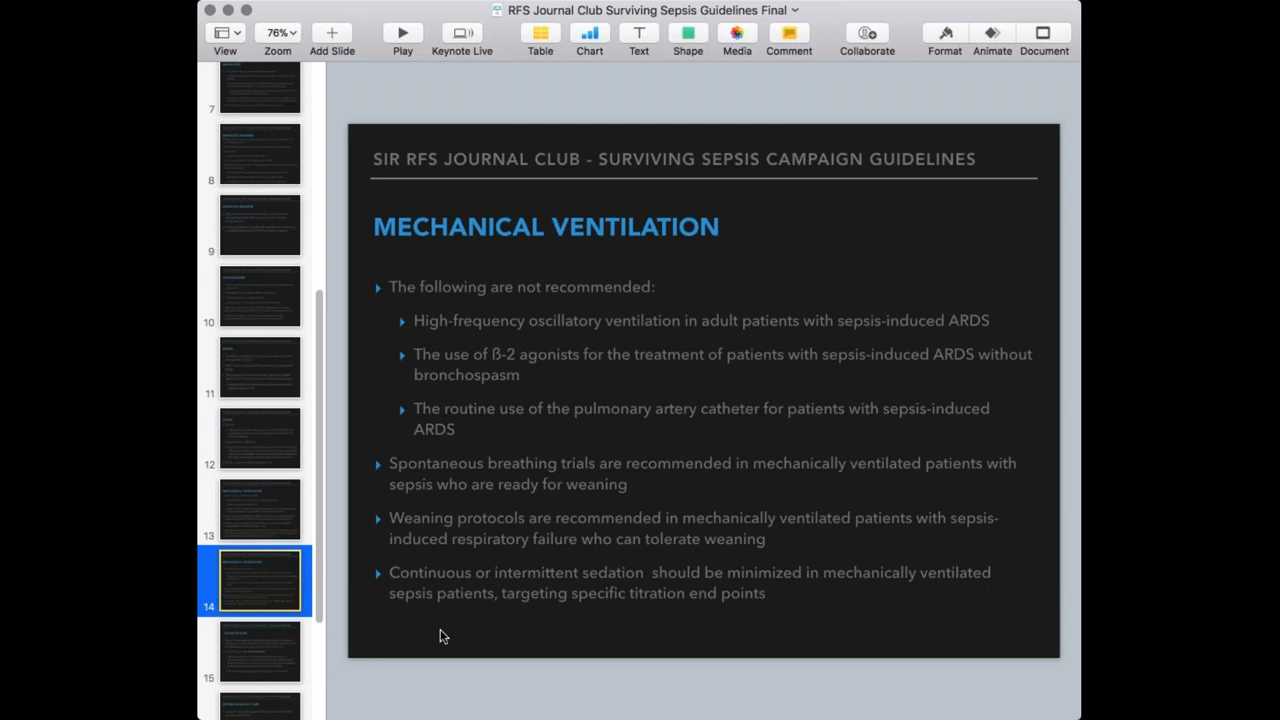 RFS Journal Club Surviving Sepsis Guidelines Final
76%
View
Zoom
Add Slide
Play
Keynote Live
Table
Chart
Text
Shape
Media
Comment
Collaborate
Format
Animate
Document
7
8
9
10
11
12
13
14
15
SIR RFS JOURNAL CLUB - SURVIVING SEPSIS CAMPAIGN GUIDELINES
MECHANICAL VENTILATION
The following are not recommended:
High-frequency oscillatory ventilation in adult patients with sepsis-induced ARDS
The use of ß-2 agonists for the treatment of patients with sepsis-induced ARDS without
bronchospasm
The routine use of the pulmonary artery catheter for patients with sepsis-induced
ARDS
Spontaneous breathing trials are recommended in mechanically ventilated patients with
sepsis who are ready for weaning
Weaning protocols are recommended in mechanically ventilated patients with sepsis-
induced respiratory failure who can tolerate weaning
Continuous or intermittent sedation should be minimized in mechanically ventilated
sepsis patients, targeting specific titration end points